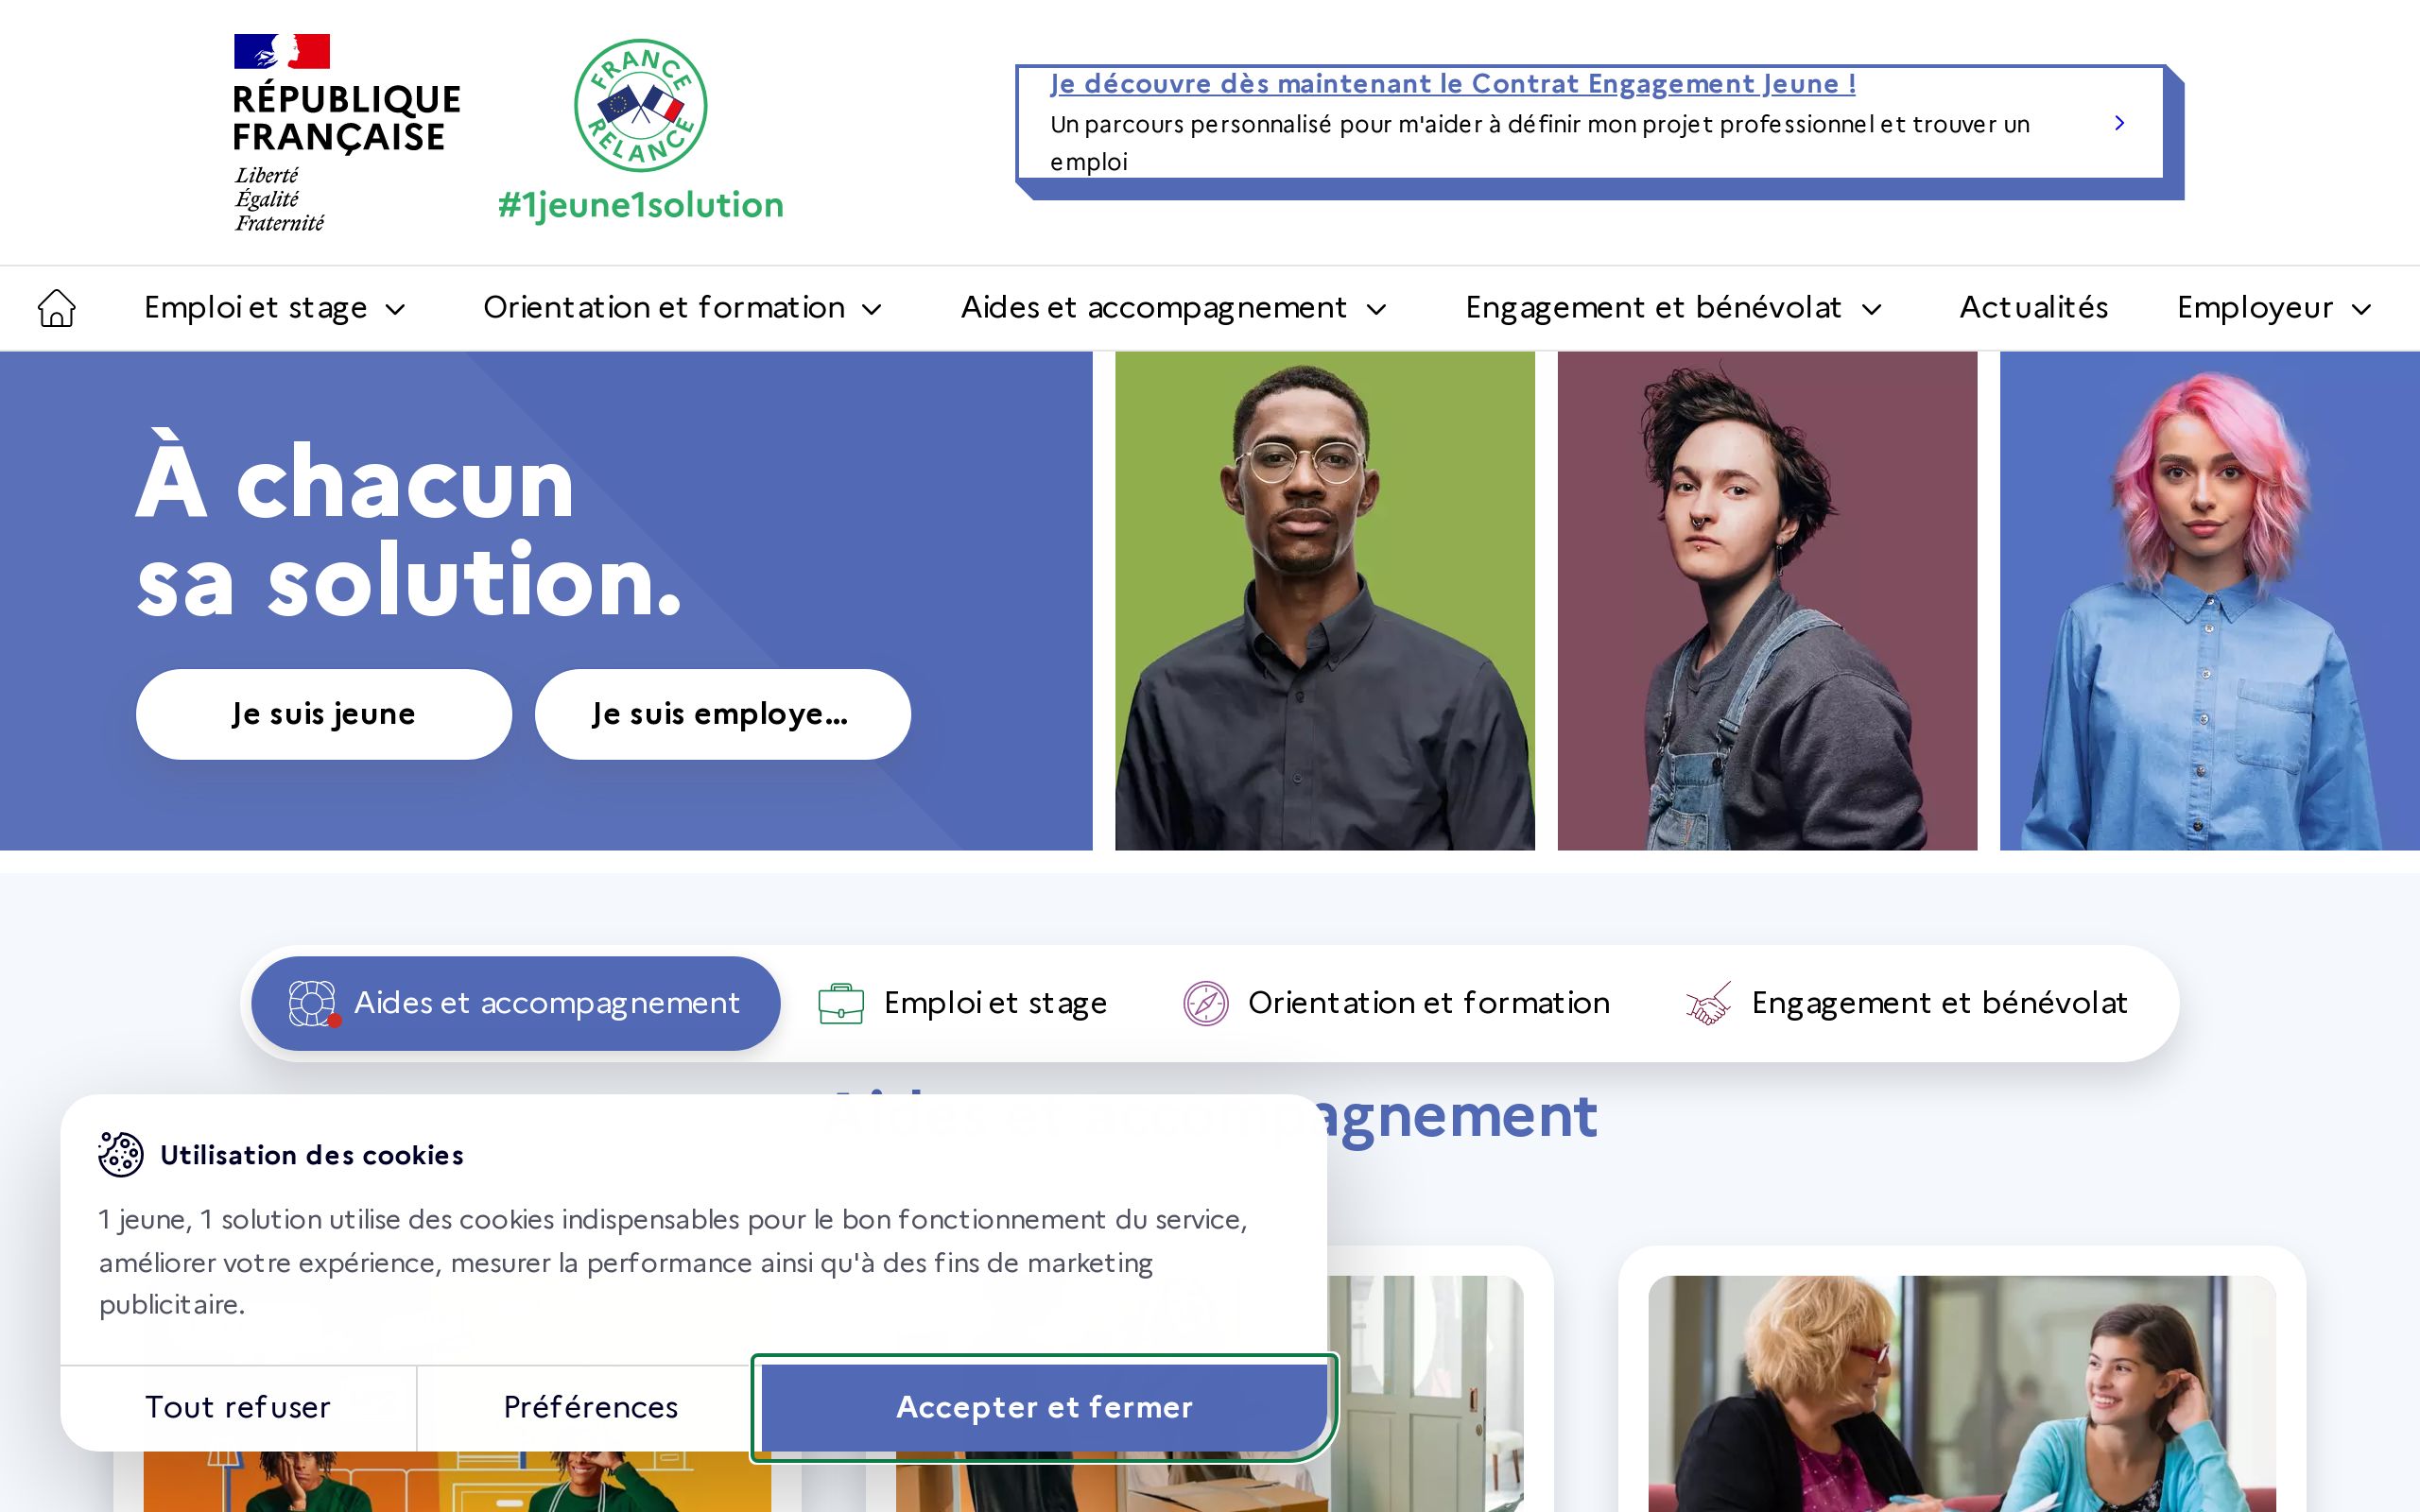 RÉPUBLIQUE
FRANÇAISE
Liberté
Égalité
Fraternité
FRANCE
RELANCE
#1jeune1solution
Je découvre dès maintenant le Contrat Engagement Jeune !
Un parcours personnalisé pour m'aider à définir mon projet professionnel et trouver un
emploi
Emploi et stage
Orientation et formation
Aides et accompagnement
Engagement et bénévolat
Actualités
Employeur
À chacun
sa solution.
Je suis jeune
Je suis employe...
Aides et accompagnement
Emploi et stage
Orientation et formation
Engagement et bénévolat
agnement
Utilisation des cookies
1 jeune, 1 solution utilise des cookies indispensables pour le bon fonctionnement du service,
améliorer votre expérience, mesurer la performance ainsi qu'à des fins de marketing
publicitaire.
Tout refuser
Préférences
Accepter et fermer